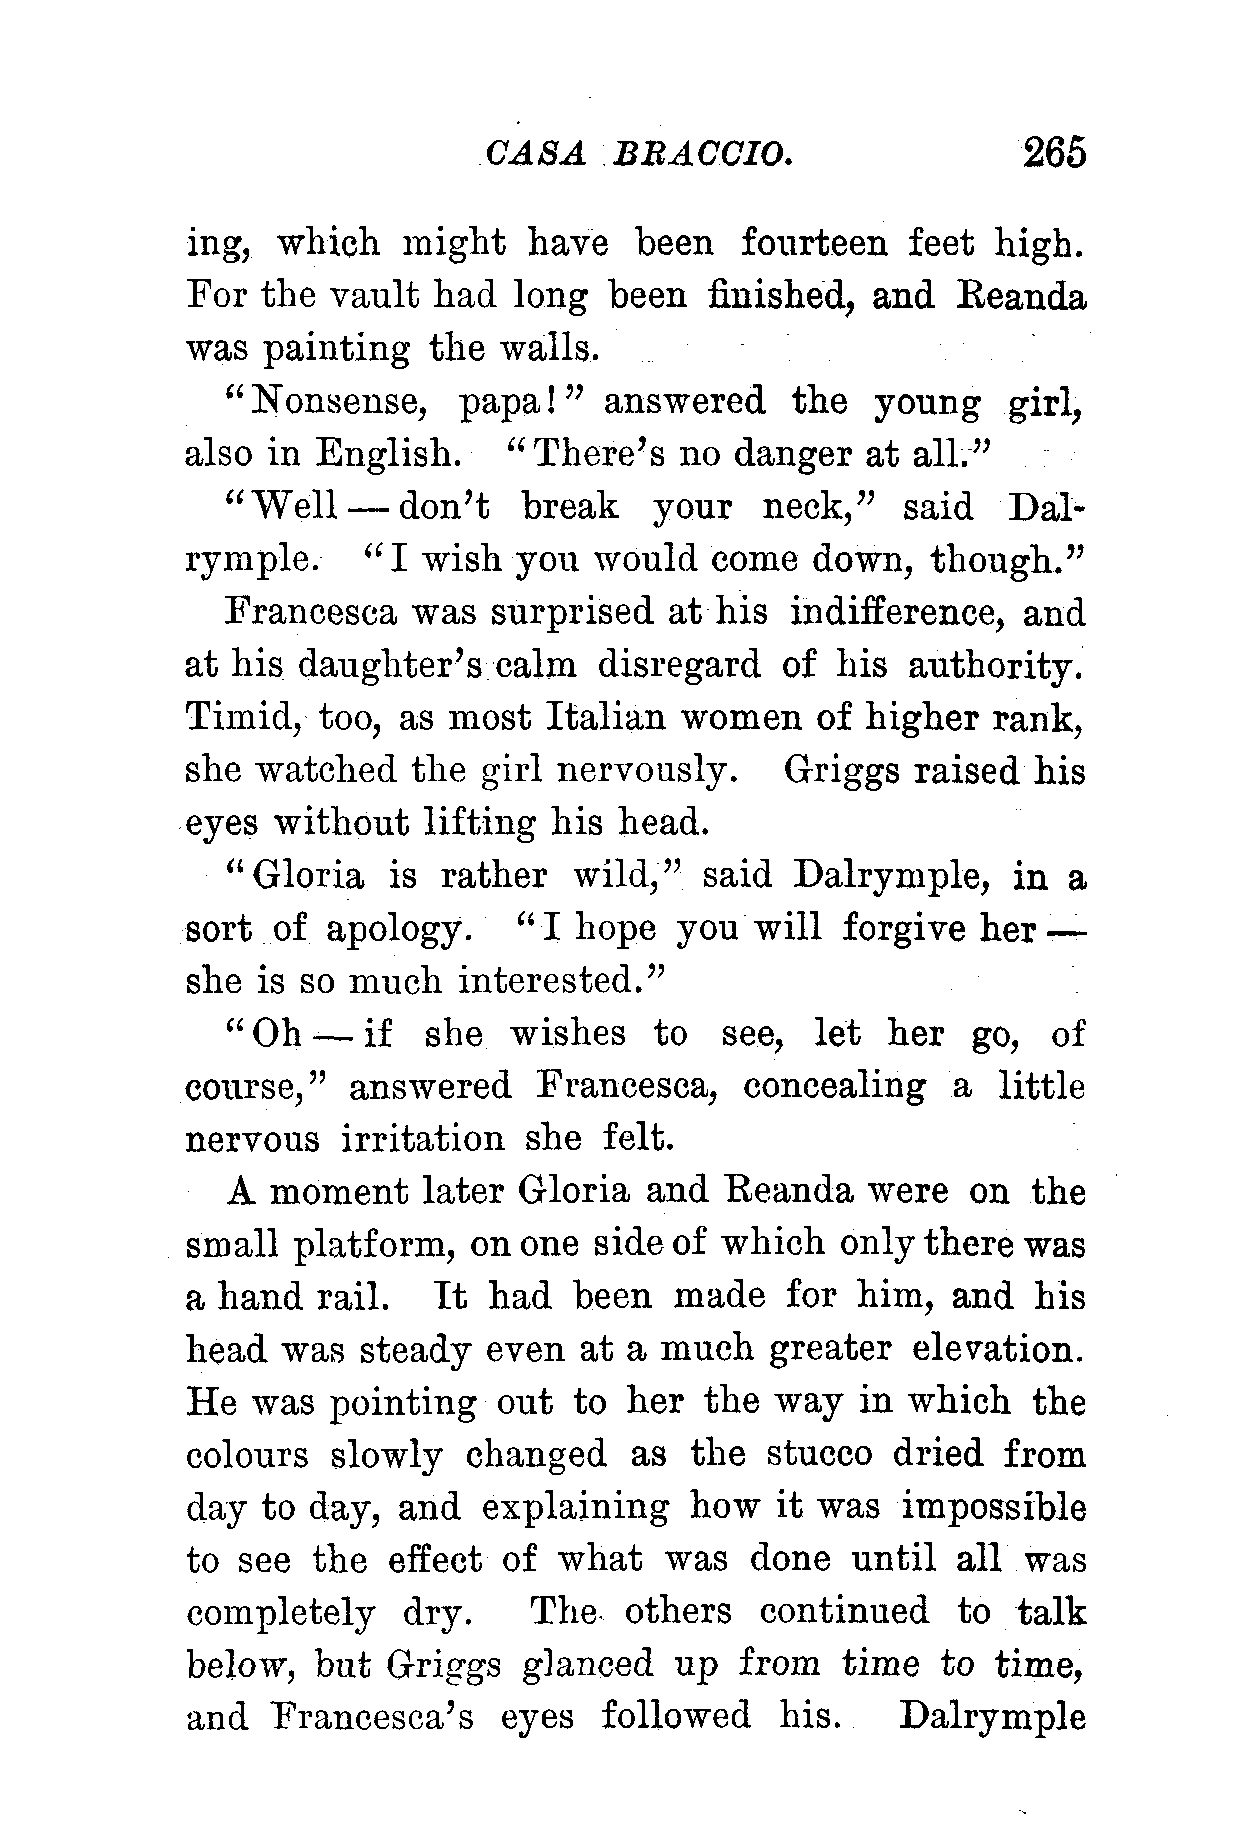 CASA BRACCIO. 265
ing, which might have been fourteen feet high.
For the vault had long been finished, and Reanda
was painting the walls.
“Nonsense, papa!” answered the young girl,
also in English. “There’s no danger at all.”
“Well — don’t break your neck,” said Dal-
rymple. “I wish you would come down, though.”
Francesca was surprised at his indifference, and
at his daughter’s calm disregard of his authority.
Timid, too, as most Italian women of higher rank,
she watched the girl nervously. Griggs raised his
eyes without lifting his head.
“Gloria is rather wild,” said Dalrymple, in a
sort of apology. “I hope you will forgive her —
she is so much interested.”
“Oh — if she wishes to see, let her go, of
course,” answered Francesca, concealing a little
nervous irritation she felt.
A moment later Gloria and Reanda were on the
small platform, on one side of which only there was
a hand rail. It had been made for him, and his
head was steady even at a much greater elevation.
He was pointing out to her the way in which the
colours slowly changed as the stucco dried from
day to day, and explaining how it was impossible
to see the effect of what was done until all was
completely dry. The others continued to talk
below, but Griggs glanced up from time to time,
and Francesca’s eyes followed his. Dalrymple